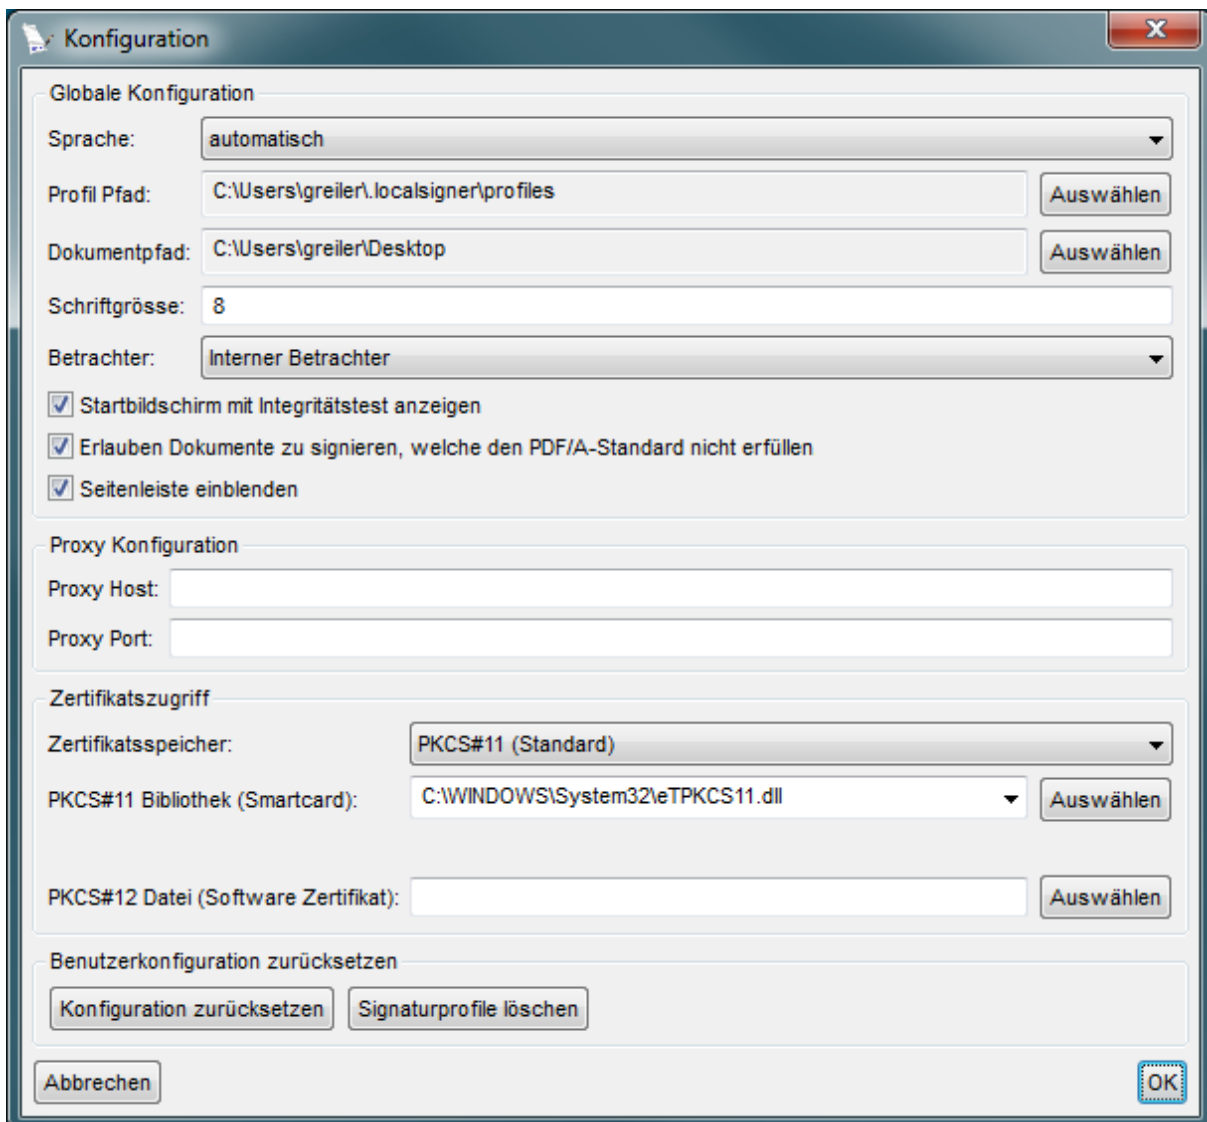 Konfiguration
X
Globale Konfiguration
Sprache: automatisch
Profil Pfad: C:\Users\greiler\.localsigner\profiles Auswählen
Dokumentpfad: C:\Users\greiler\Desktop Auswählen
Schriftgrösse: 8
Betrachter: Interner Betrachter
Startbildschirm mit Integritätstest anzeigen
Erlauben Dokumente zu signieren, welche den PDF/A-Standard nicht erfüllen
Seitenleiste einblenden
Proxy Konfiguration
Proxy Host:
Proxy Port:
Zertifikatszugriff
Zertifikatsspeicher: PKCS#11 (Standard)
PKCS#11 Bibliothek (Smartcard): C:\WINDOWS\System32\eTPKCS11.dll Auswählen
PKCS#12 Datei (Software Zertifikat): Auswählen
Benutzerkonfiguration zurücksetzen
Konfiguration zurücksetzen Signaturprofile löschen
Abbrechen OK